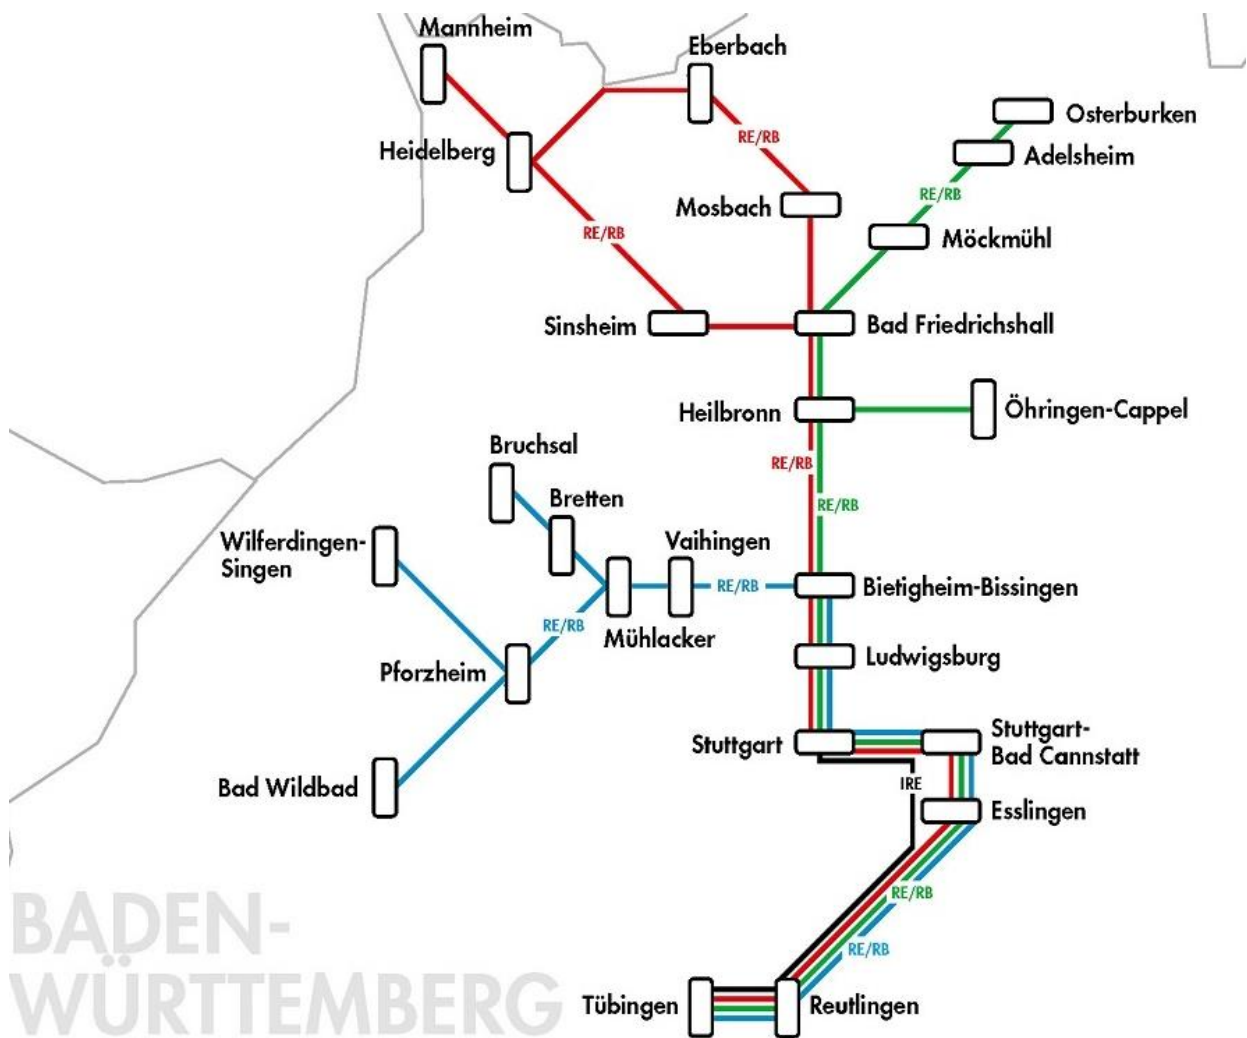 Mannheim
Eberbach
Osterburken
RE/RB
Heidelberg
Adelsheim
RE/RB
Mosbach
RE/RB
Möckmühl
Sinsheim
Bad Friedrichshall
Heilbronn
Öhringen-Cappel
Bruchsal
RE/RB
Bretten
RE/RB
Wilferdingen-
Singen
Vaihingen
RE/RB
Bietigheim-Bissingen
RE/RB
Mühlacker
Pforzheim
Ludwigsburg
Stuttgart
Stuttgart-
Bad Cannstatt
Bad Wildbad
IRE
Esslingen
RE/RB
RE/RB
BADEN-
WÜRTTEMBERG
Tübingen
Reutlingen